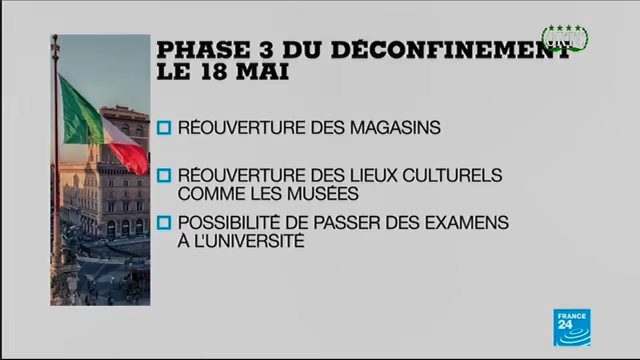 PHASE 3 DU DÉCONFINEMENT
LE 18 MAI
RÉOUVERTURE DES MAGASINS
RÉOUVERTURE DES LIEUX CULTURELS
COMME LES MUSÉES
POSSIBILITÉ DE PASSER DES EXAMENS
À L'UNIVERSITÉ
FRANCE
24